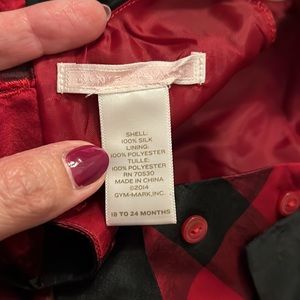 SHELL:
100% SILK
LINING:
100% POLYESTER
TULLE:
100% POLYESTER
RN 70530
MADE IN CHINA
©2014
GYM-MARK, INC.
18 TO 24 MONTHS